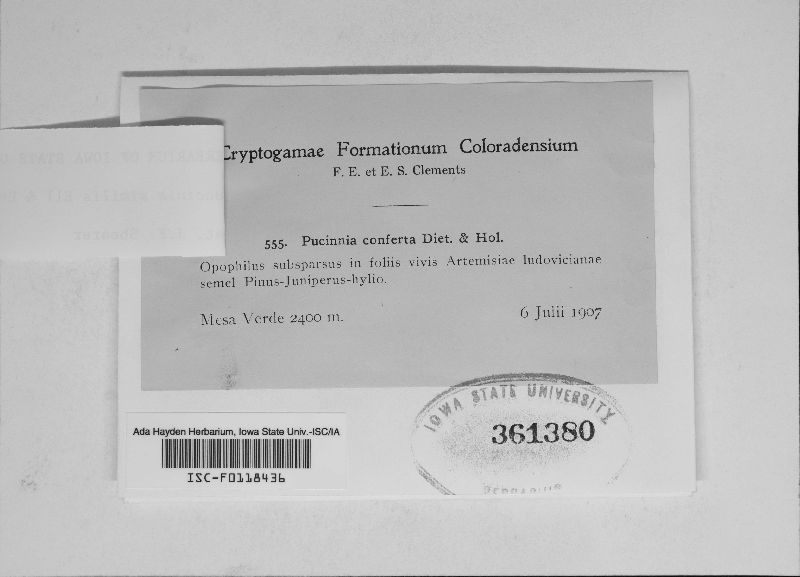 Cryptogamae Formationum Coloradensium
F. E. et E. S. Clements
555. Pucinnia conferta Diet. & Hol.
Opophilus subsparsus in foliis vivis Artemisiae ludovicianae
semel Pinus-Juniperus-hylio.
Mesa Verde 2400 m.
6 Julii 1907
IOWA STATE UNIVERSITY
361380
Ada Hayden Herbarium, Iowa State Univ.-ISC/IA
ISC-F0118436